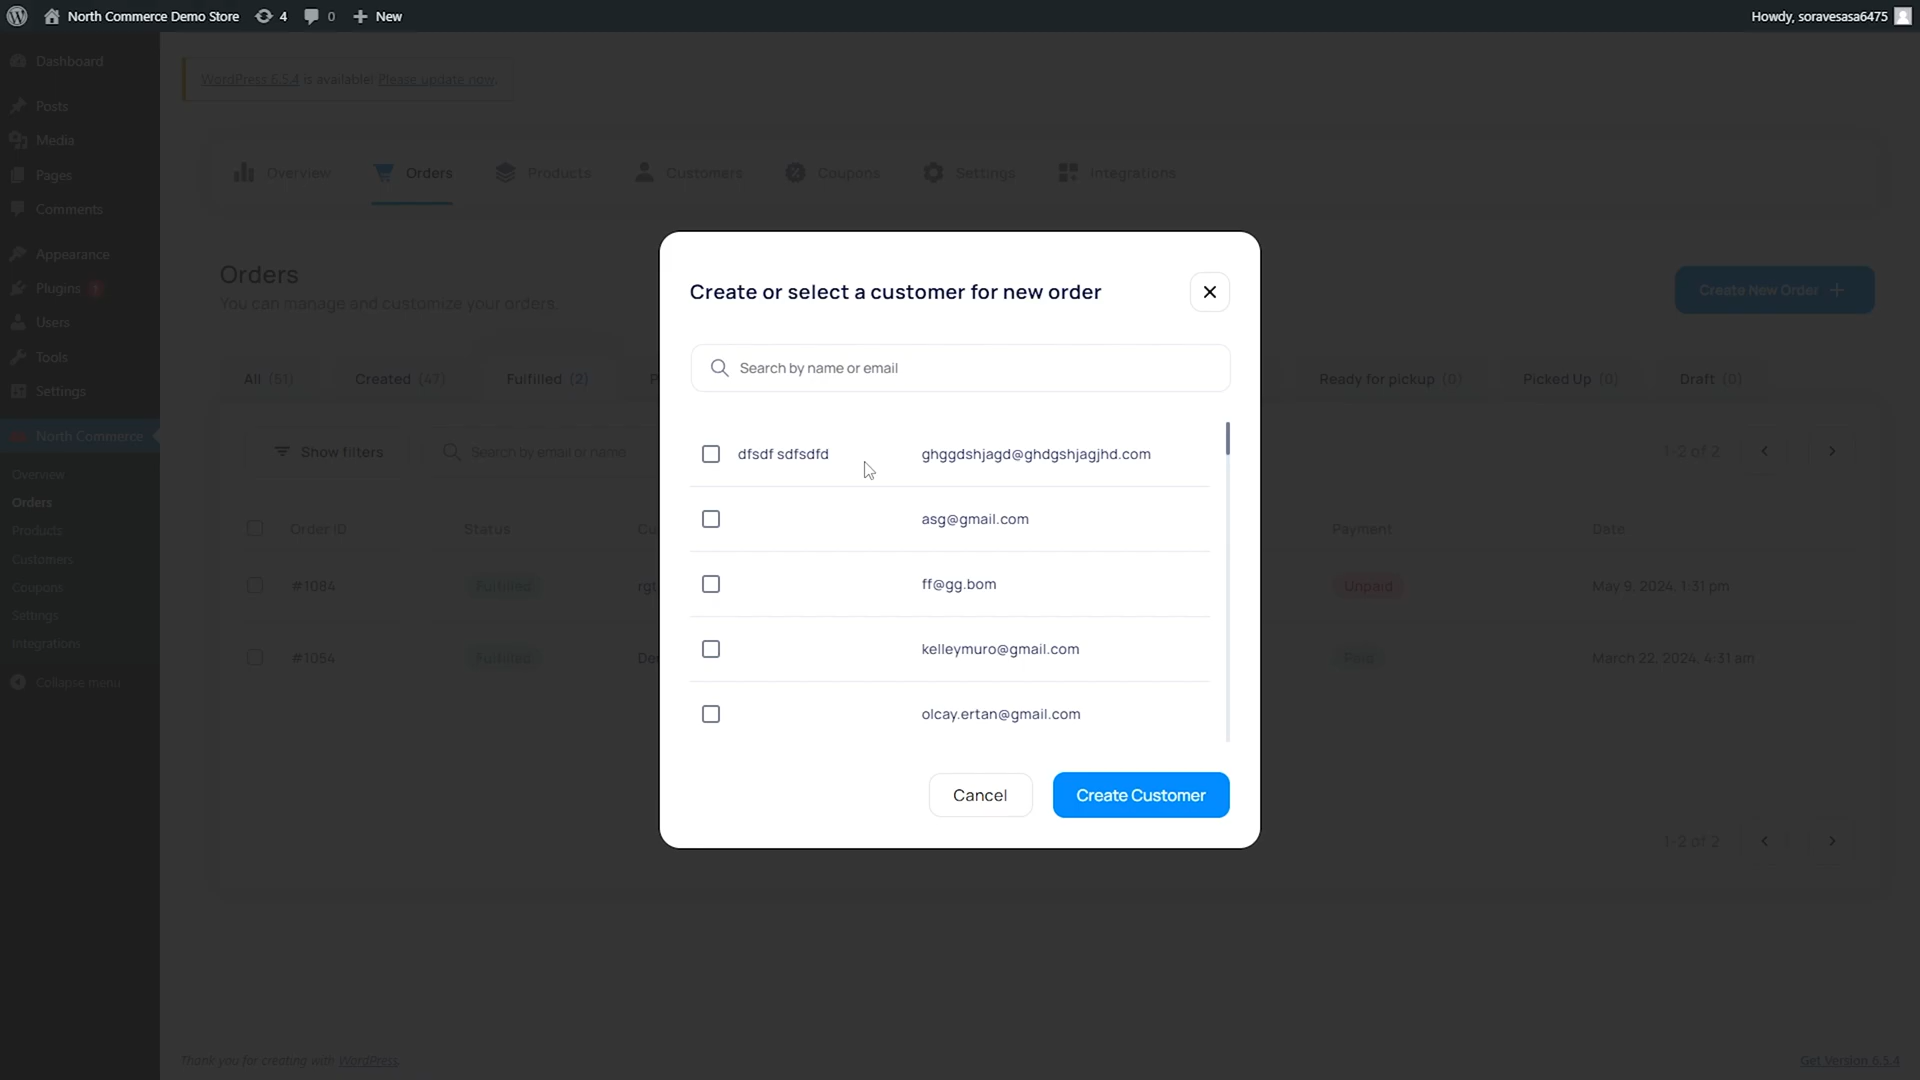 North Commerce Demo Store 4 0 New Howdy, soravesasa6475
Dashboard
Posts
Media
Pages
Comments
Appearance
Plugins 1
Users
Tools
Settings
North Commerce
Overview
Orders
Products
Customers
Coupons
Settings
Integrations
Collapse menu
WordPress 6.5.4 is available! Please update now.
Overview Orders Products Customers Coupons Settings Integrations
Orders
You can manage and customize your orders.
Create New Order
All (51) Created (47) Fulfilled (2) P Ready for pickup (0) Picked Up (0) Draft (0)
Show filters Search by email or name 1-2 of 2
Order ID Status Cu Payment Date
#1084 Fulfilled rgt Unpaid May 9, 2024, 1:31 pm
#1054 Fulfilled De Paid March 22, 2024, 4:31 am
1-2 of 2
Create or select a customer for new order
Search by name or email
dfsdf sdfsdfd ghggdshjagd@ghdgshjagjhd.com
asg@gmail.com
ff@gg.bom
kelleymuro@gmail.com
olcay.ertan@gmail.com
Cancel Create Customer
Thank you for creating with WordPress. Get Version 6.5.4